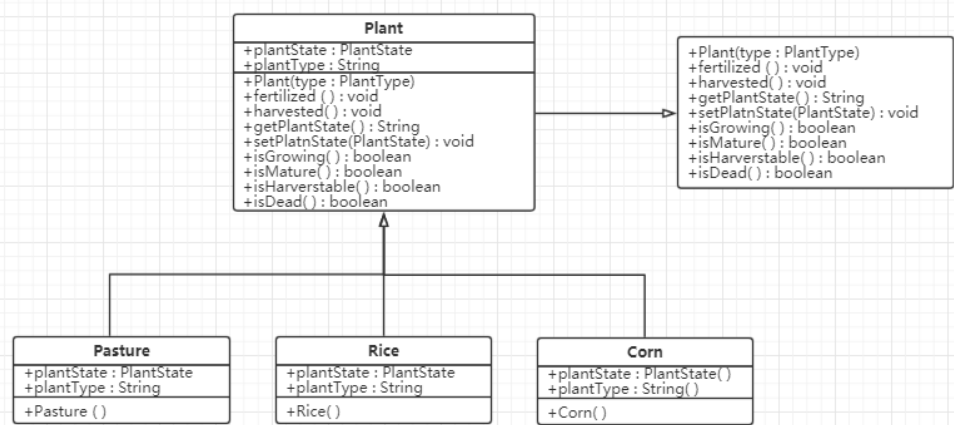 Plant
+plantState : PlantState
+plantType : String
+Plant(type : PlantType)
+fertilized ( ) : void
+harvested( ) : void
+getPlantState( ) : String
+setPlatnState(PlantState) : void
+isGrowing( ) : boolean
+isMature( ) : boolean
+isHarverstable( ) : boolean
+isDead( ) : boolean
+Plant(type : PlantType)
+fertilized ( ) : void
+harvested( ) : void
+getPlantState( ) : String
+setPlatnState(PlantState) : void
+isGrowing( ) : boolean
+isMature( ) : boolean
+isHarverstable( ) : boolean
+isDead( ) : boolean
Pasture
+plantState : PlantState
+plantType : String
+Pasture ( )
Rice
+plantState : PlantState
+plantType : String
+Rice( )
Corn
+plantState : PlantState( )
+plantType : String( )
+Corn( )